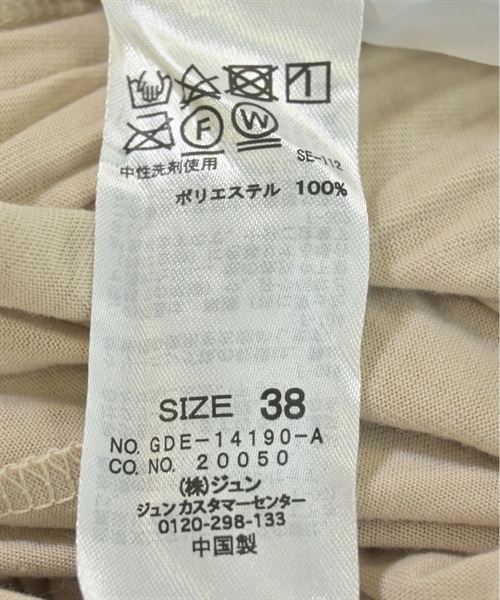 F
W
中性洗剤使用
SE-112
ポリエステル 100%
SIZE 38
NO. GDE-14190-A
CO. NO. 20050
(株)ジュン
ジュン カスタマーセンター
0120-298-133
中国製